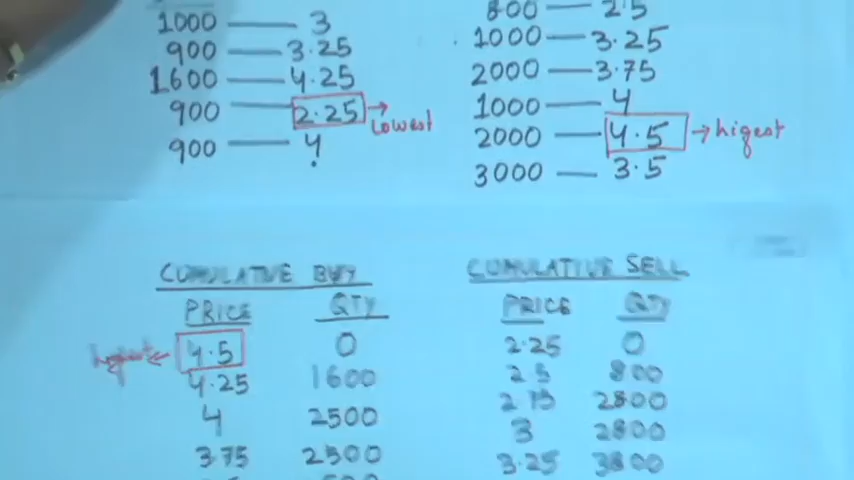 1000 — 3
900 — 3.25
1600 — 4.25
900 — 2.25 → lowest
900 — 4
800 — 2.5
1000 — 3.25
2000 — 3.75
1000 — 4
2000 — 4.5 → higest
3000 — 3.5
CUMULATIVE BUY
PRICE QTY
highest ← 4.5 0
4.25 1600
4 2500
3.75 2500
CUMULATIVE SELL
PRICE QTY
2.25 0
2.5 800
2.75 2800
3 2800
3.25 3800